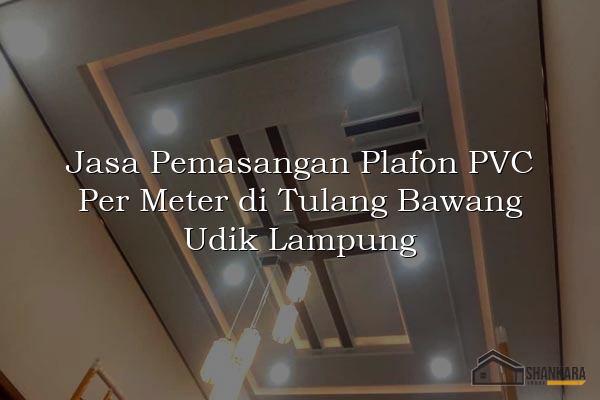 Jasa Pemasangan Plafon PVC
Per Meter di Tulang Bawang
Udik Lampung
SHANKARA